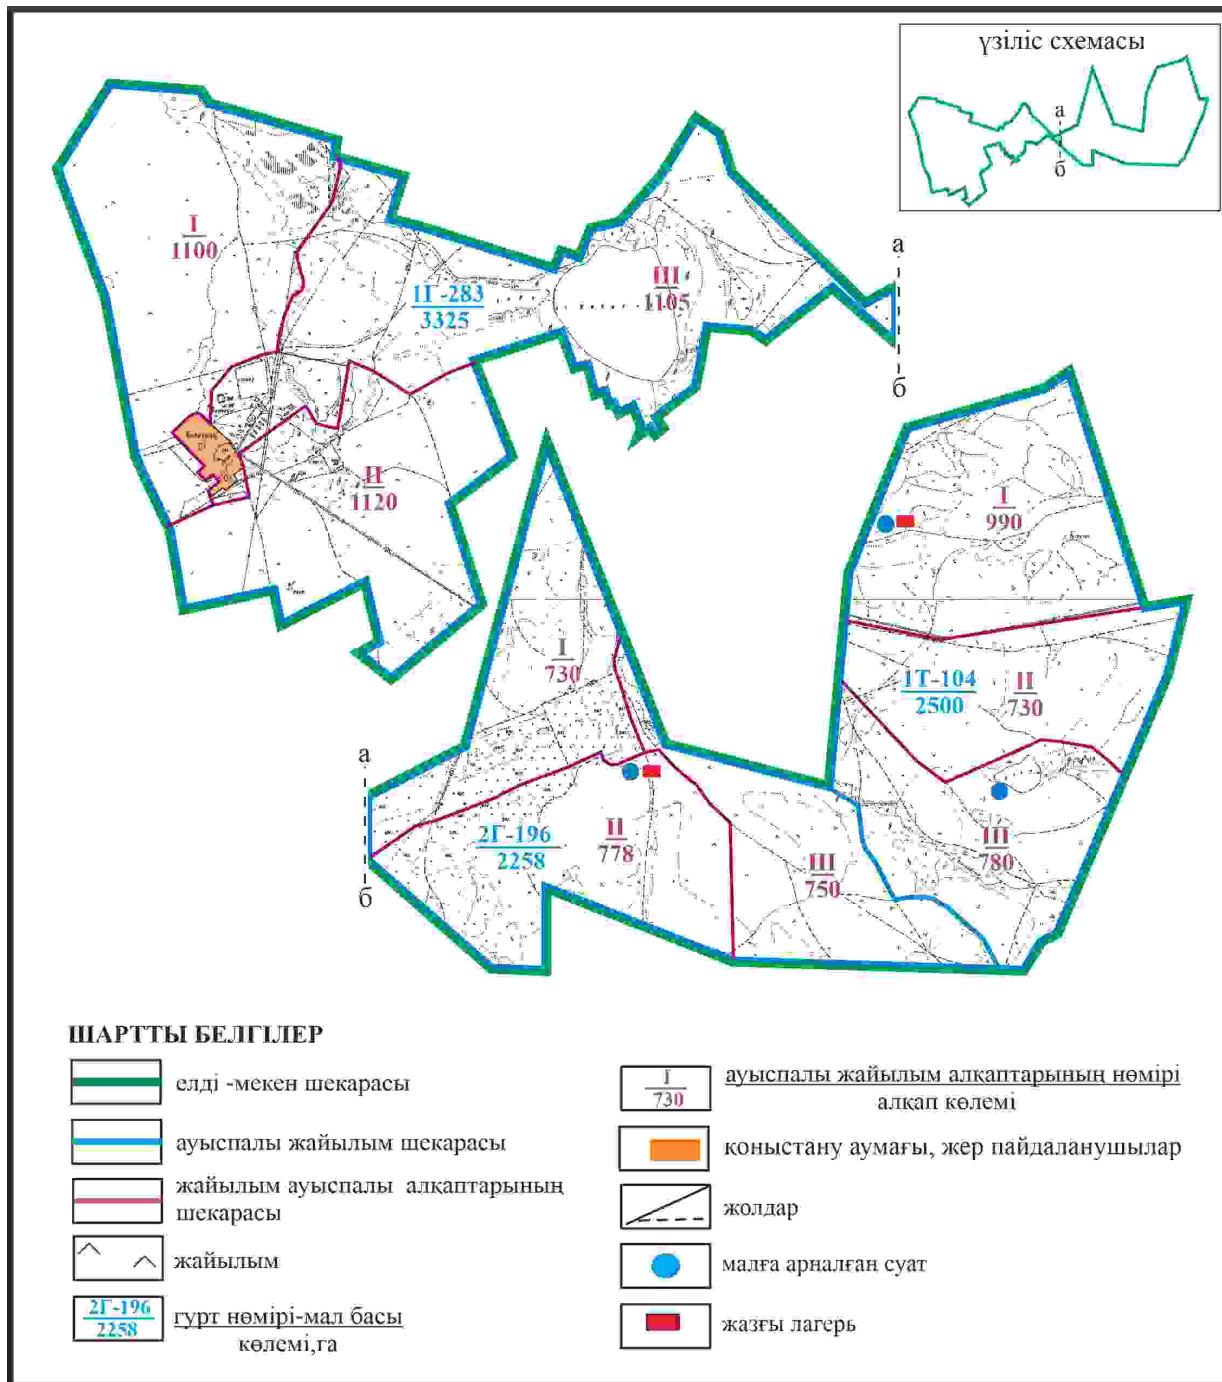 үзіліс схемасы
а
б
I
1100
1Г-283
3325
III
1105
а
б
II
1120
I
990
I
730
1Т-104
2500
II
730
а
б
2Г-196
2258
II
778
III
750
III
780
ШАРТТЫ БЕЛГІЛЕР
елді -мекен шекарасы
ауыспалы жайылым шекарасы
жайылым ауыспалы алқаптарының
шекарасы
жайылым
2Г-196
2258
гурт нөмірі-мал басы
көлемі,га
I
730
ауыспалы жайылым алқаптарының нөмірі
алқап көлемі
қоныстану аумағы, жер пайдаланушылар
жолдар
малға арналған суат
жазғы лагерь